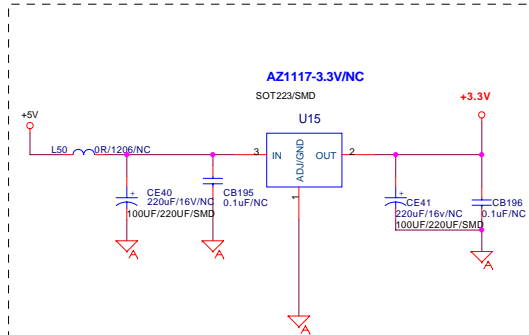 AZ1117-3.3V/NC
SOT223/SMD
+3.3V
+5V
U15
L50
0R/1206/NC
3
IN
OUT
2
ADJ/GND
1
CE40
220uF/16V/NC
100UF/220UF/SMD
CB195
0.1uF/NC
CE41
220uF/16v/NC
100UF/220UF/SMD
CB196
0.1uF/NC
A
A
A
A